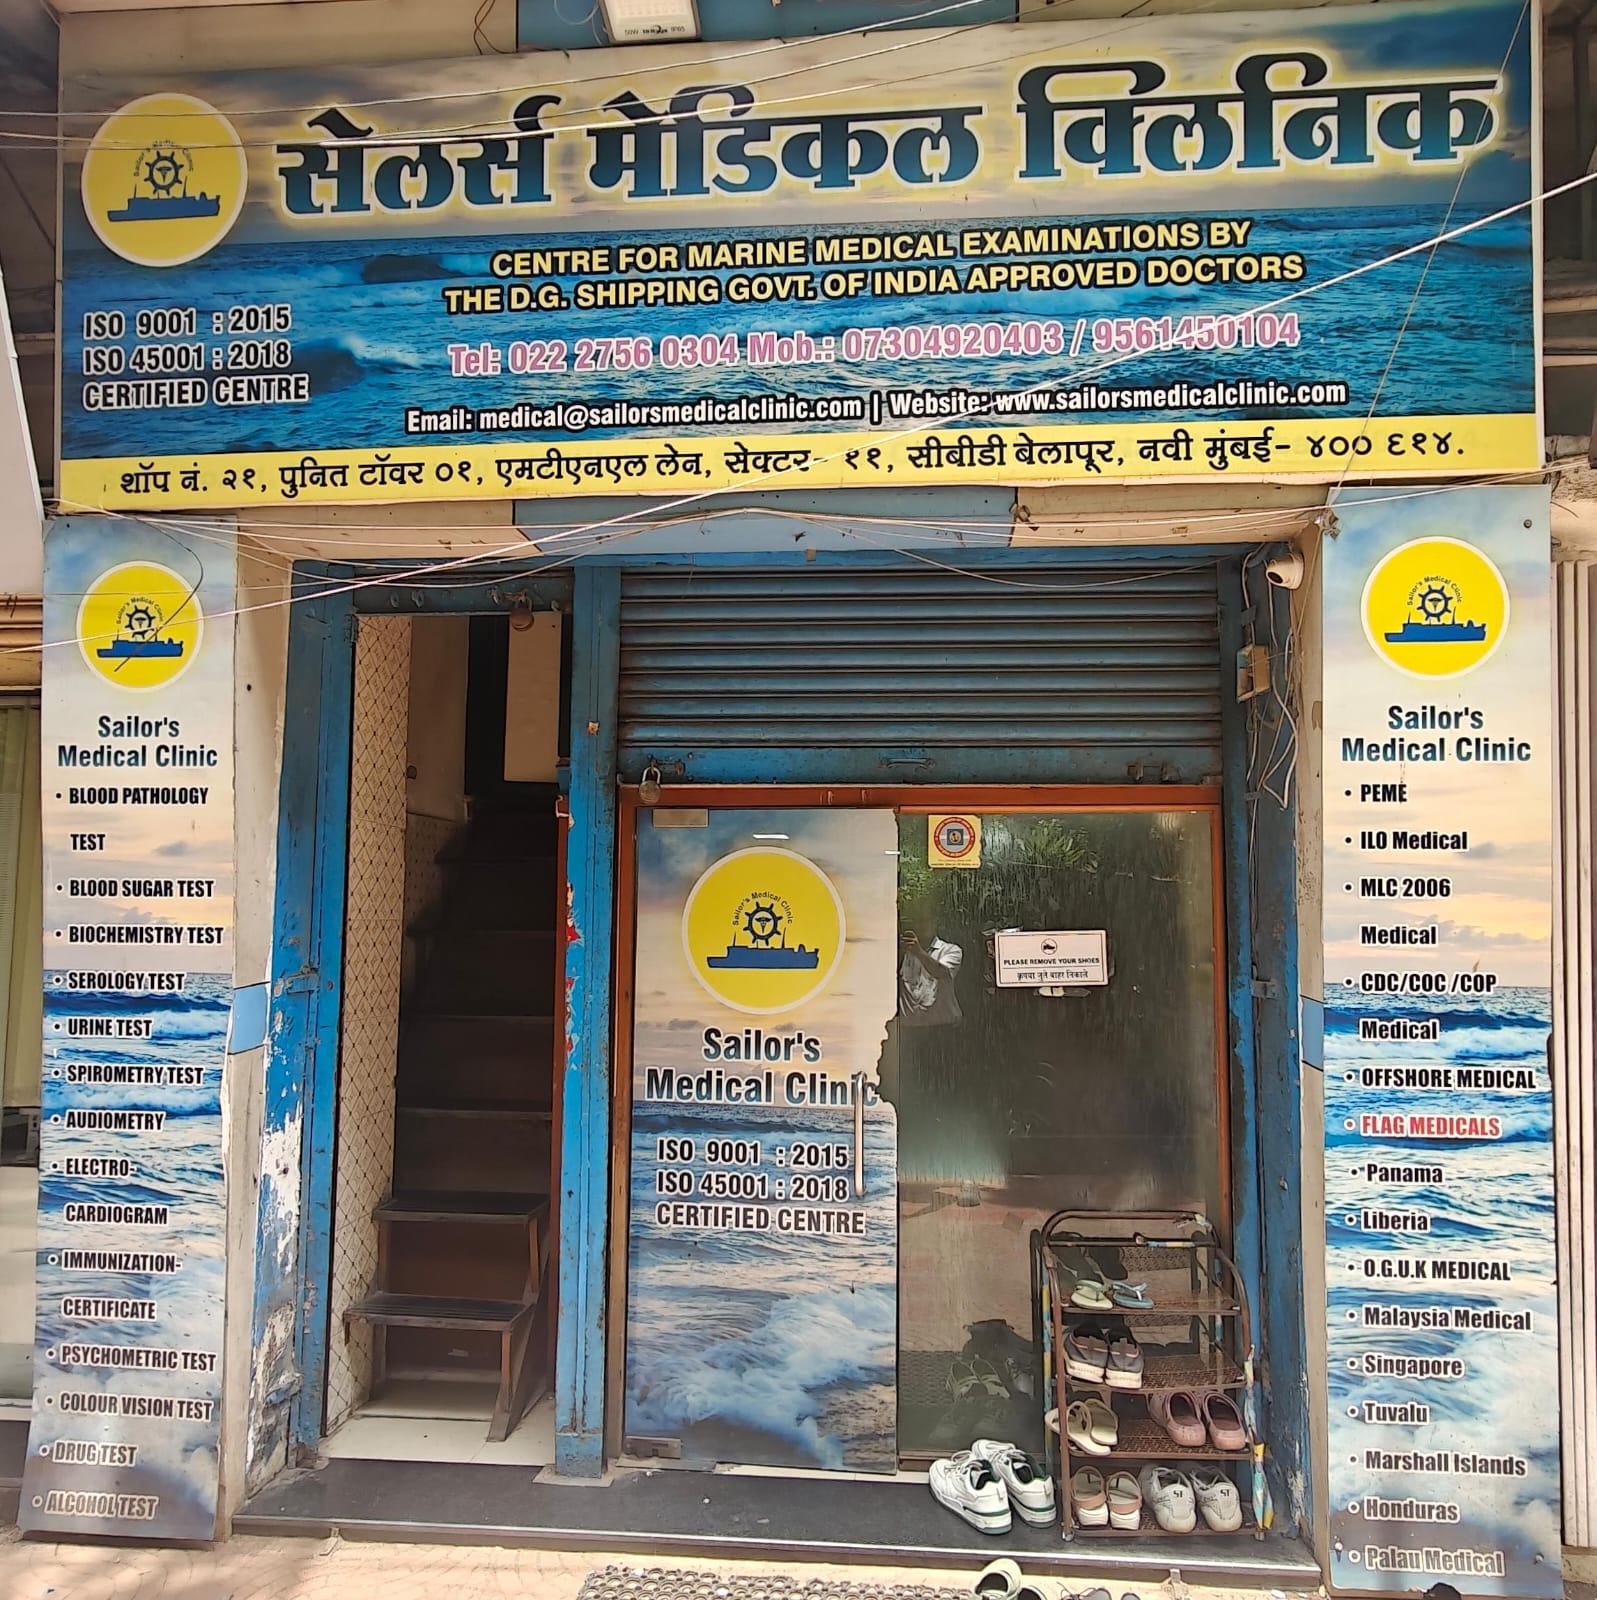 सेलर्स मेडिकल क्लिनिक
Sailor's Medical Clinic
CENTRE FOR MARINE MEDICAL EXAMINATIONS BY
THE D.G. SHIPPING GOVT. OF INDIA APPROVED DOCTORS
ISO 9001 : 2015
ISO 45001 : 2018
CERTIFIED CENTRE
Tel: 022 2756 0304 Mob.: 07304920403 / 9561450104
Email: medical@sailorsmedicalclinic.com | Website: www.sailorsmedicalclinic.com
शॉप नं. २१, पुनित टॉवर ०१, एमटीएनएल लेन, सेक्टर- ११, सीबीडी बेलापूर, नवी मुंबई- ४०० ६१४.
Sailor's Medical Clinic
Sailor's
Medical Clinic
• BLOOD PATHOLOGY
TEST
• BLOOD SUGAR TEST
• BIOCHEMISTRY TEST
• SEROLOGY TEST
• URINE TEST
• SPIROMETRY TEST
• AUDIOMETRY
• ELECTRO-
CARDIOGRAM
• IMMUNIZATION-
CERTIFICATE
• PSYCHOMETRIC TEST
• COLOUR VISION TEST
• DRUG TEST
• ALCOHOL TEST
Sailor's Medical Clinic
Sailor's
Medical Clinic
ISO 9001 : 2015
ISO 45001 : 2018
CERTIFIED CENTRE
PLEASE REMOVE YOUR SHOES
कृपया जुते बाहर निकाले
Sailor's Medical Clinic
Sailor's
Medical Clinic
• PEME
• ILO Medical
• MLC 2006
Medical
• CDC/COC /COP
Medical
• OFFSHORE MEDICAL
• FLAG MEDICALS
• Panama
• Liberia
• O.G.U.K MEDICAL
• Malaysia Medical
• Singapore
• Tuvalu
• Marshall Islands
• Honduras
• Palau Medical